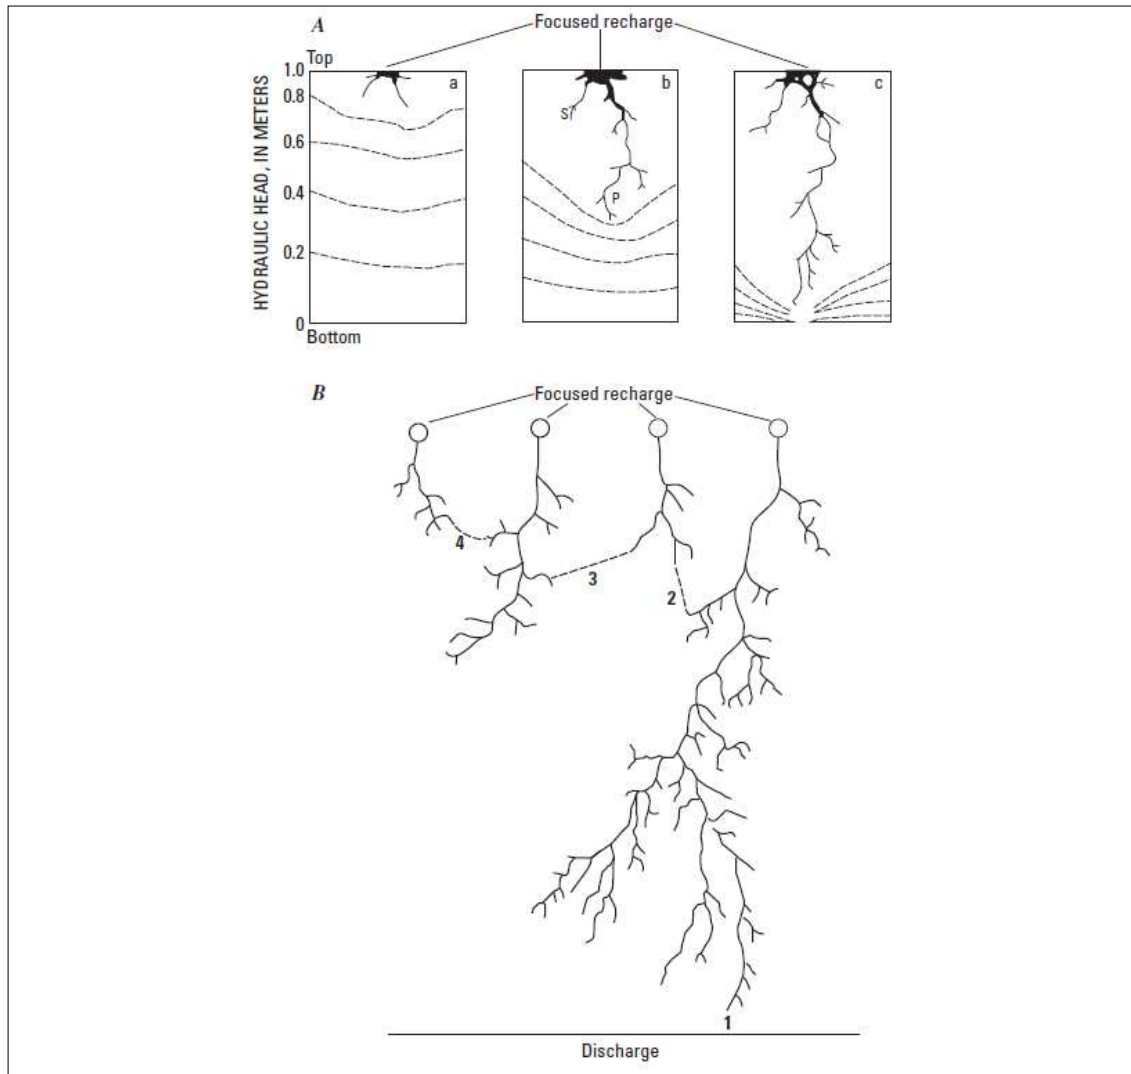 A
Focused recharge
Top
1.0
0.8
0.6
0.4
0.2
0
Bottom
HYDRAULIC HEAD, IN METERS
a
b
S
P
c
B
Focused recharge
4
3
2
1
Discharge